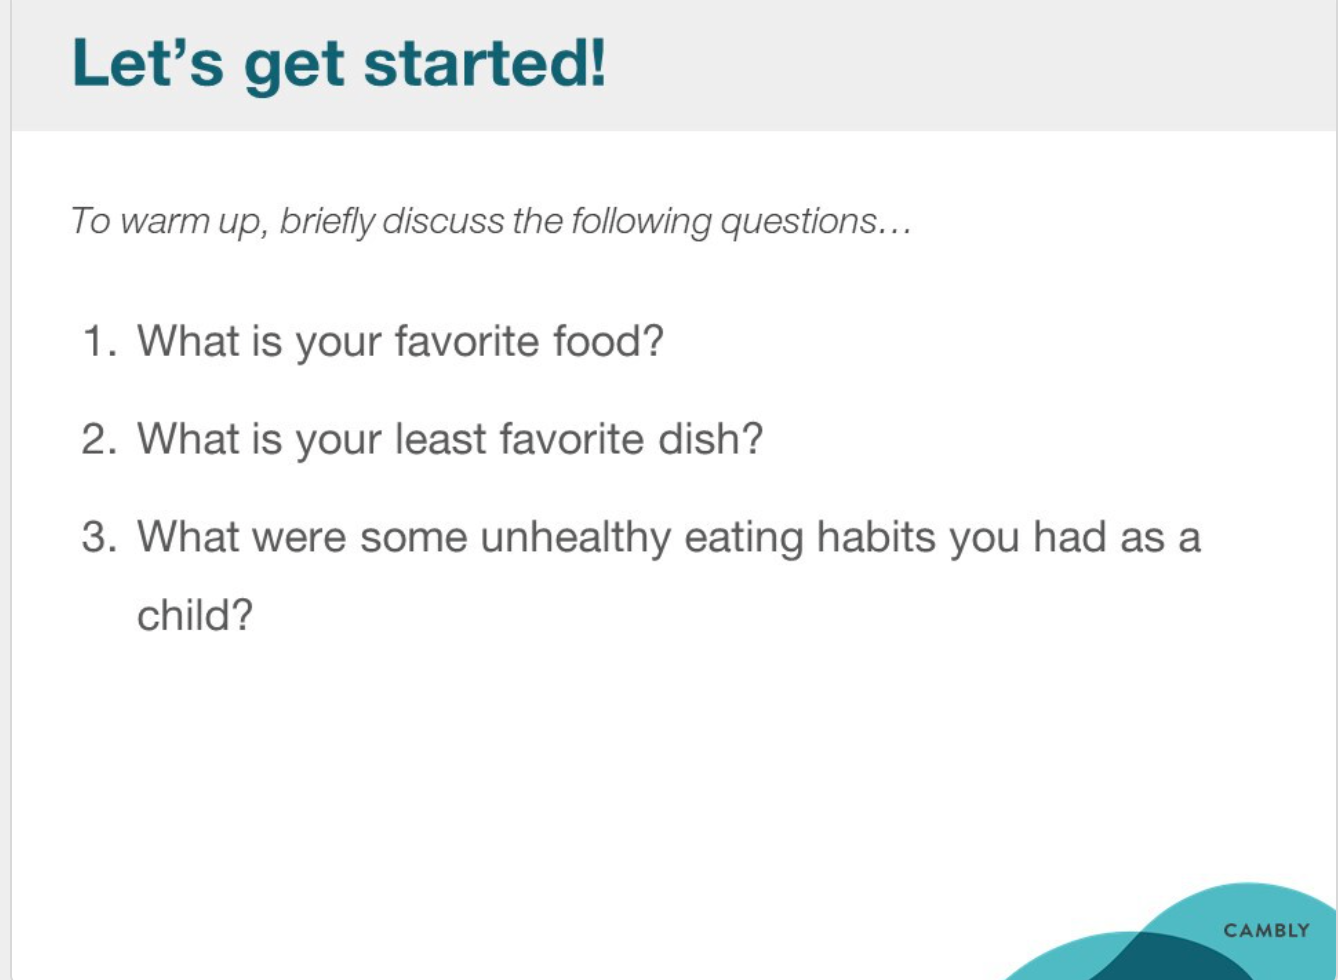 Let’s get started!
To warm up, briefly discuss the following questions…
1. What is your favorite food?
2. What is your least favorite dish?
3. What were some unhealthy eating habits you had as a
child?
CAMBLY